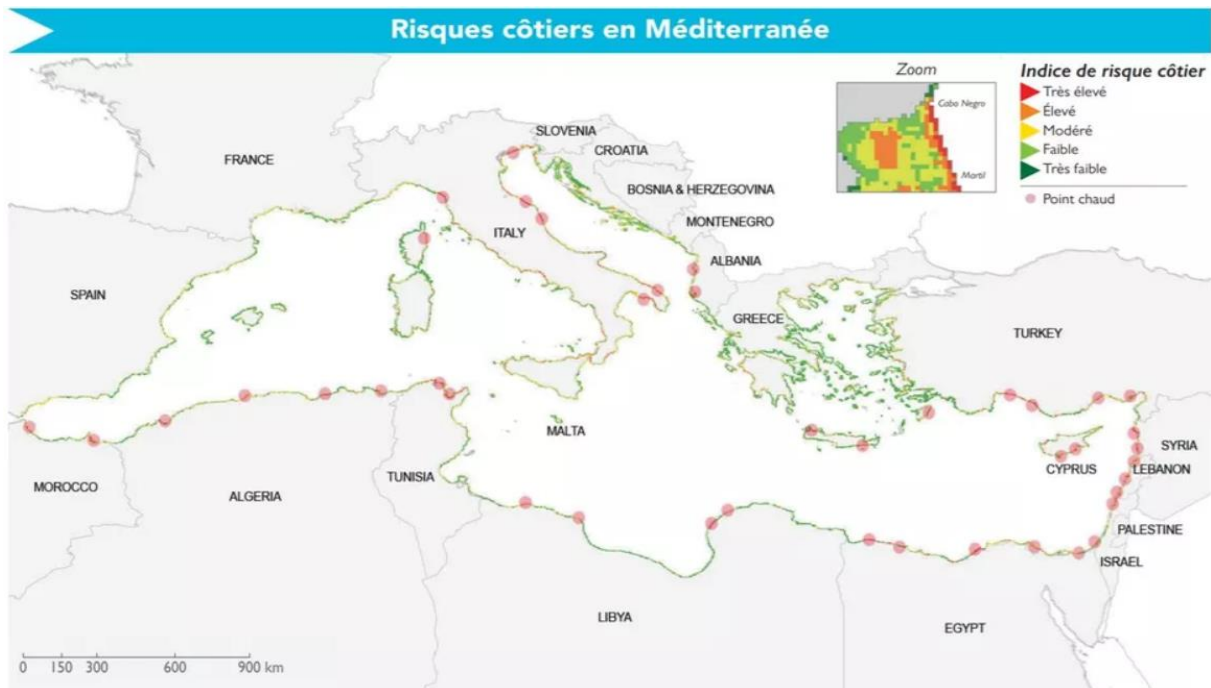 Risques côtiers en Méditerranée
Zoom
Cabo Negro
Martil
Indice de risque côtier
Très élevé
Élevé
Modéré
Faible
Très faible
Point chaud
SLOVENIA
CROATIA
FRANCE
BOSNIA & HERZEGOVINA
MONTENEGRO
ITALY
ALBANIA
SPAIN
GREECE
TURKEY
MALTA
SYRIA
CYPRUS
LEBANON
TUNISIA
MOROCCO
ALGERIA
PALESTINE
ISRAEL
LIBYA
EGYPT
0 150 300 600 900 km